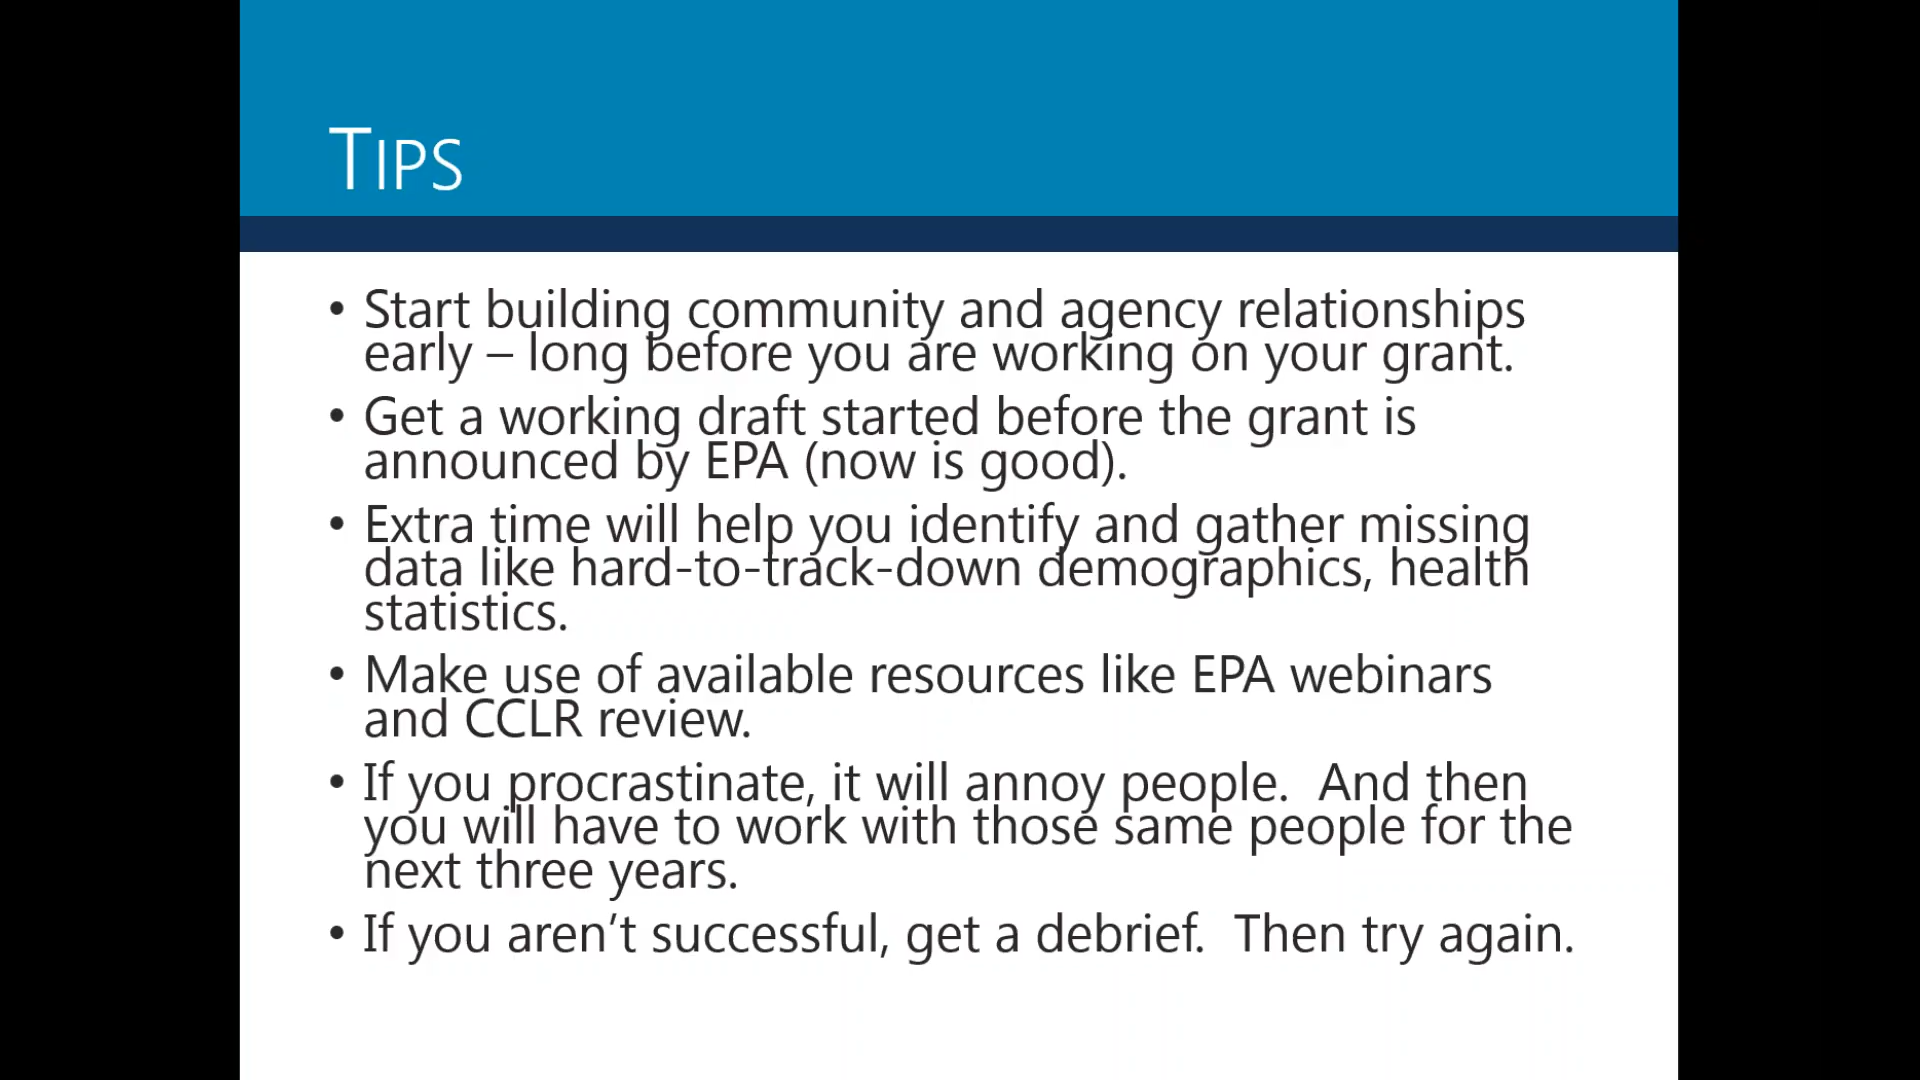 TIPS
• Start building community and agency relationships
early – long before you are working on your grant.
• Get a working draft started before the grant is
announced by EPA (now is good).
• Extra time will help you identify and gather missing
data like hard-to-track-down demographics, health
statistics.
• Make use of available resources like EPA webinars
and CCLR review.
• If you procrastinate, it will annoy people.  And then
you will have to work with those same people for the
next three years.
• If you aren’t successful, get a debrief.  Then try again.